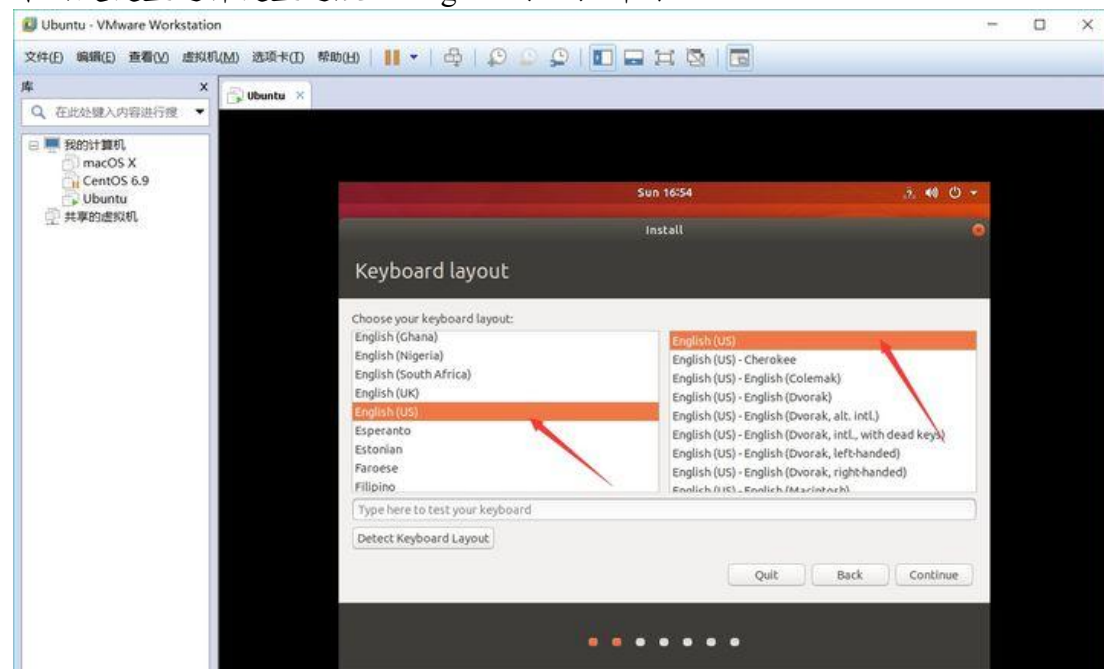 Ubuntu - VMware Workstation
文件(F) 编辑(E) 查看(V) 虚拟机(M) 选项卡(T) 帮助(H)
库
Ubuntu
在此处键入内容进行搜
我的计算机
macOS X
CentOS 6.9
Ubuntu
共享的虚拟机
Sun 16:54
Install
Keyboard layout
Choose your keyboard layout:
English (Ghana)
English (Nigeria)
English (South Africa)
English (UK)
English (US)
Esperanto
Estonian
Faroese
Filipino
English (US)
English (US) - Cherokee
English (US) - English (Colemak)
English (US) - English (Dvorak)
English (US) - English (Dvorak, alt. intl.)
English (US) - English (Dvorak, intl., with dead keys)
English (US) - English (Dvorak, left-handed)
English (US) - English (Dvorak, right-handed)
English (US) - English (Macintosh)
Type here to test your keyboard
Detect Keyboard Layout
Quit Back Continue